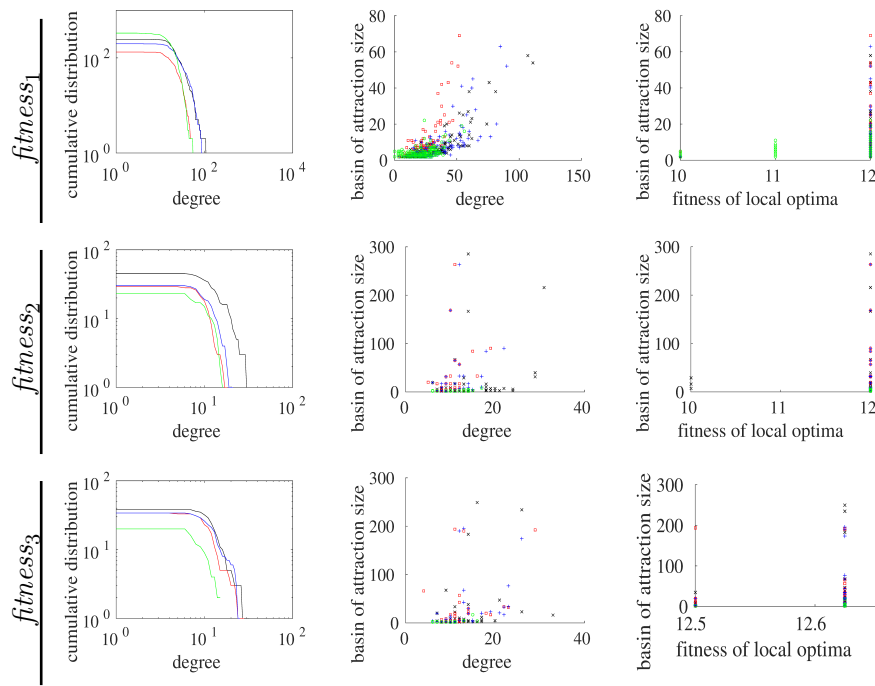 fitness1
cumulative distribution
10^2
10^0
10^0
10^2
10^4
degree
basin of attraction size
80
60
40
20
0
0
50
100
150
degree
basin of attraction size
80
60
40
20
0
10
11
12
fitness of local optima
fitness2
cumulative distribution
10^2
10^1
10^0
10^0
10^1
10^2
degree
basin of attraction size
300
200
100
0
0
20
40
degree
basin of attraction size
300
200
100
0
10
11
12
fitness of local optima
fitness3
cumulative distribution
10^2
10^1
10^0
10^0
10^1
10^2
degree
basin of attraction size
300
200
100
0
0
20
40
degree
basin of attraction size
300
200
100
0
12.5
12.6
fitness of local optima